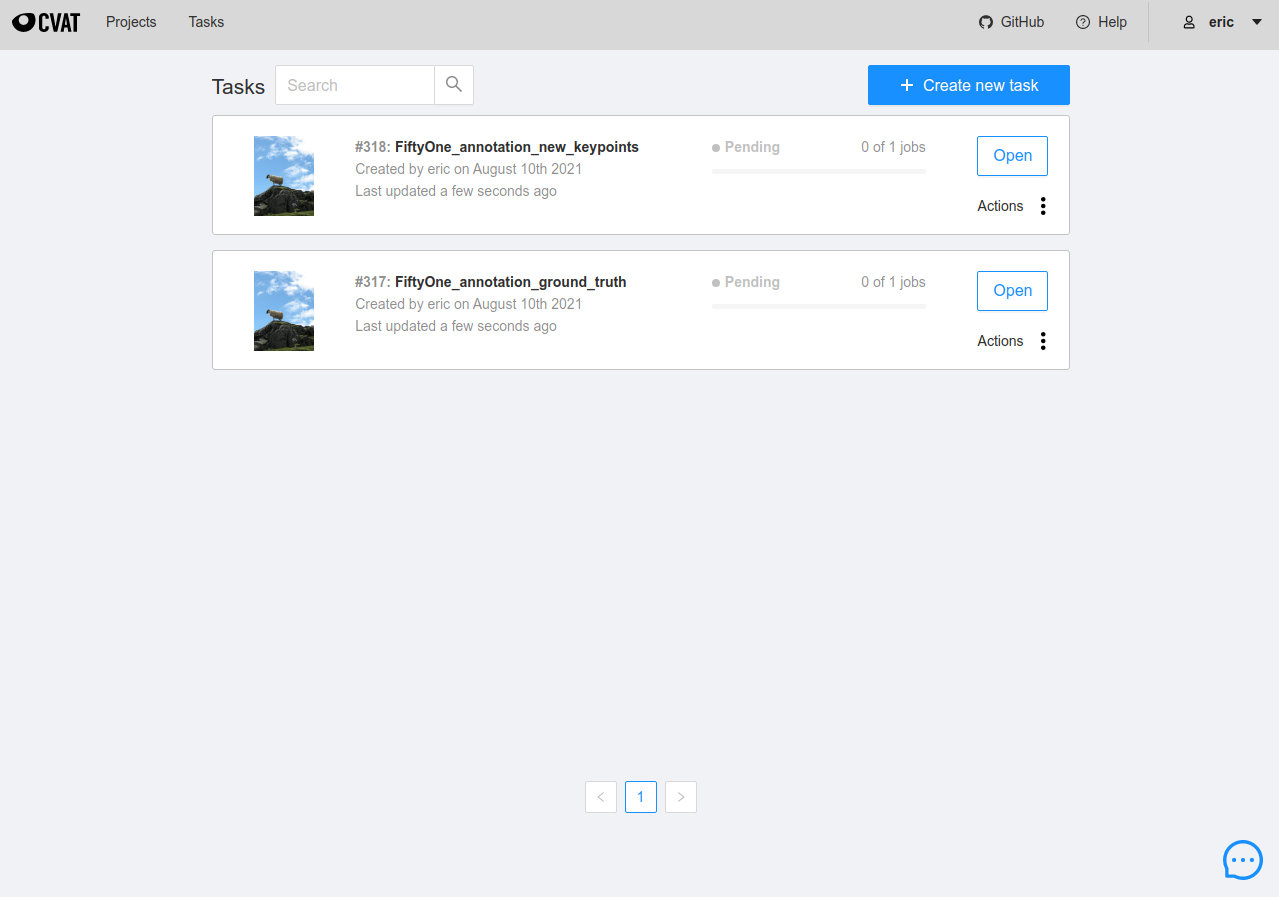 CVAT Projects Tasks GitHub Help eric
Tasks Search + Create new task
#318: FiftyOne_annotation_new_keypoints Pending 0 of 1 jobs Open
Created by eric on August 10th 2021
Last updated a few seconds ago
Actions
#317: FiftyOne_annotation_ground_truth Pending 0 of 1 jobs Open
Created by eric on August 10th 2021
Last updated a few seconds ago
Actions
< 1 >